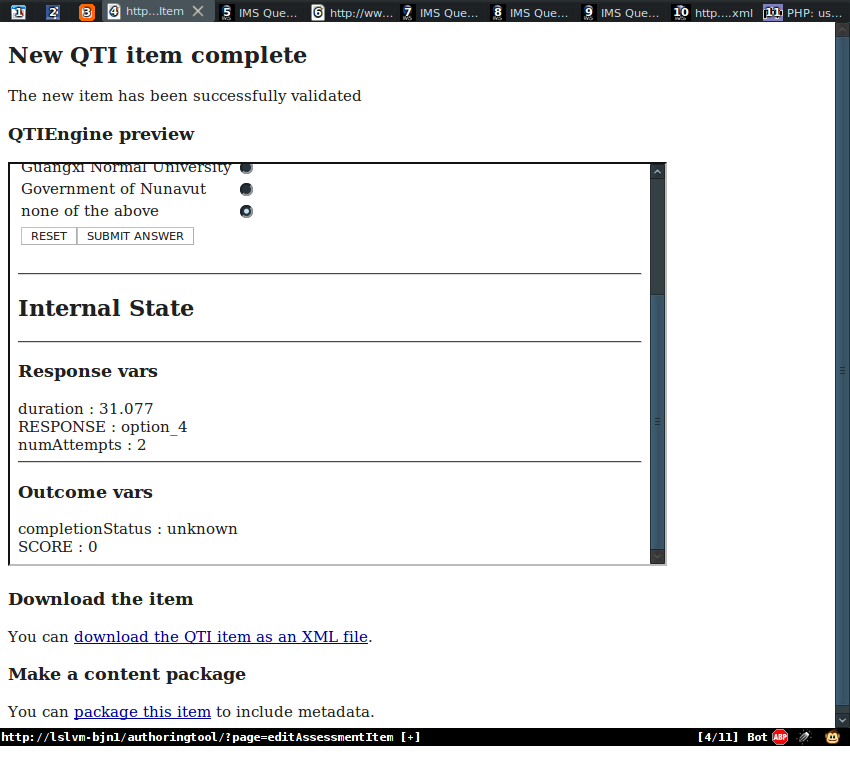 1 2 3 4 http...Item 5 IMS Que... 6 http://ww... 7 IMS Que... 8 IMS Que... 9 IMS Que... 10 http....xml 11 PHP: us...
New QTI item complete
The new item has been successfully validated
QTIEngine preview
Guangxi Normal University
Government of Nunavut
none of the above
RESET SUBMIT ANSWER
Internal State
Response vars
duration : 31.077
RESPONSE : option_4
numAttempts : 2
Outcome vars
completionStatus : unknown
SCORE : 0
Download the item
You can download the QTI item as an XML file.
Make a content package
You can package this item to include metadata.
http://lslvm-bjn1/authoringtool/?page=editAssessmentItem [+] [4/11] Bot ABP